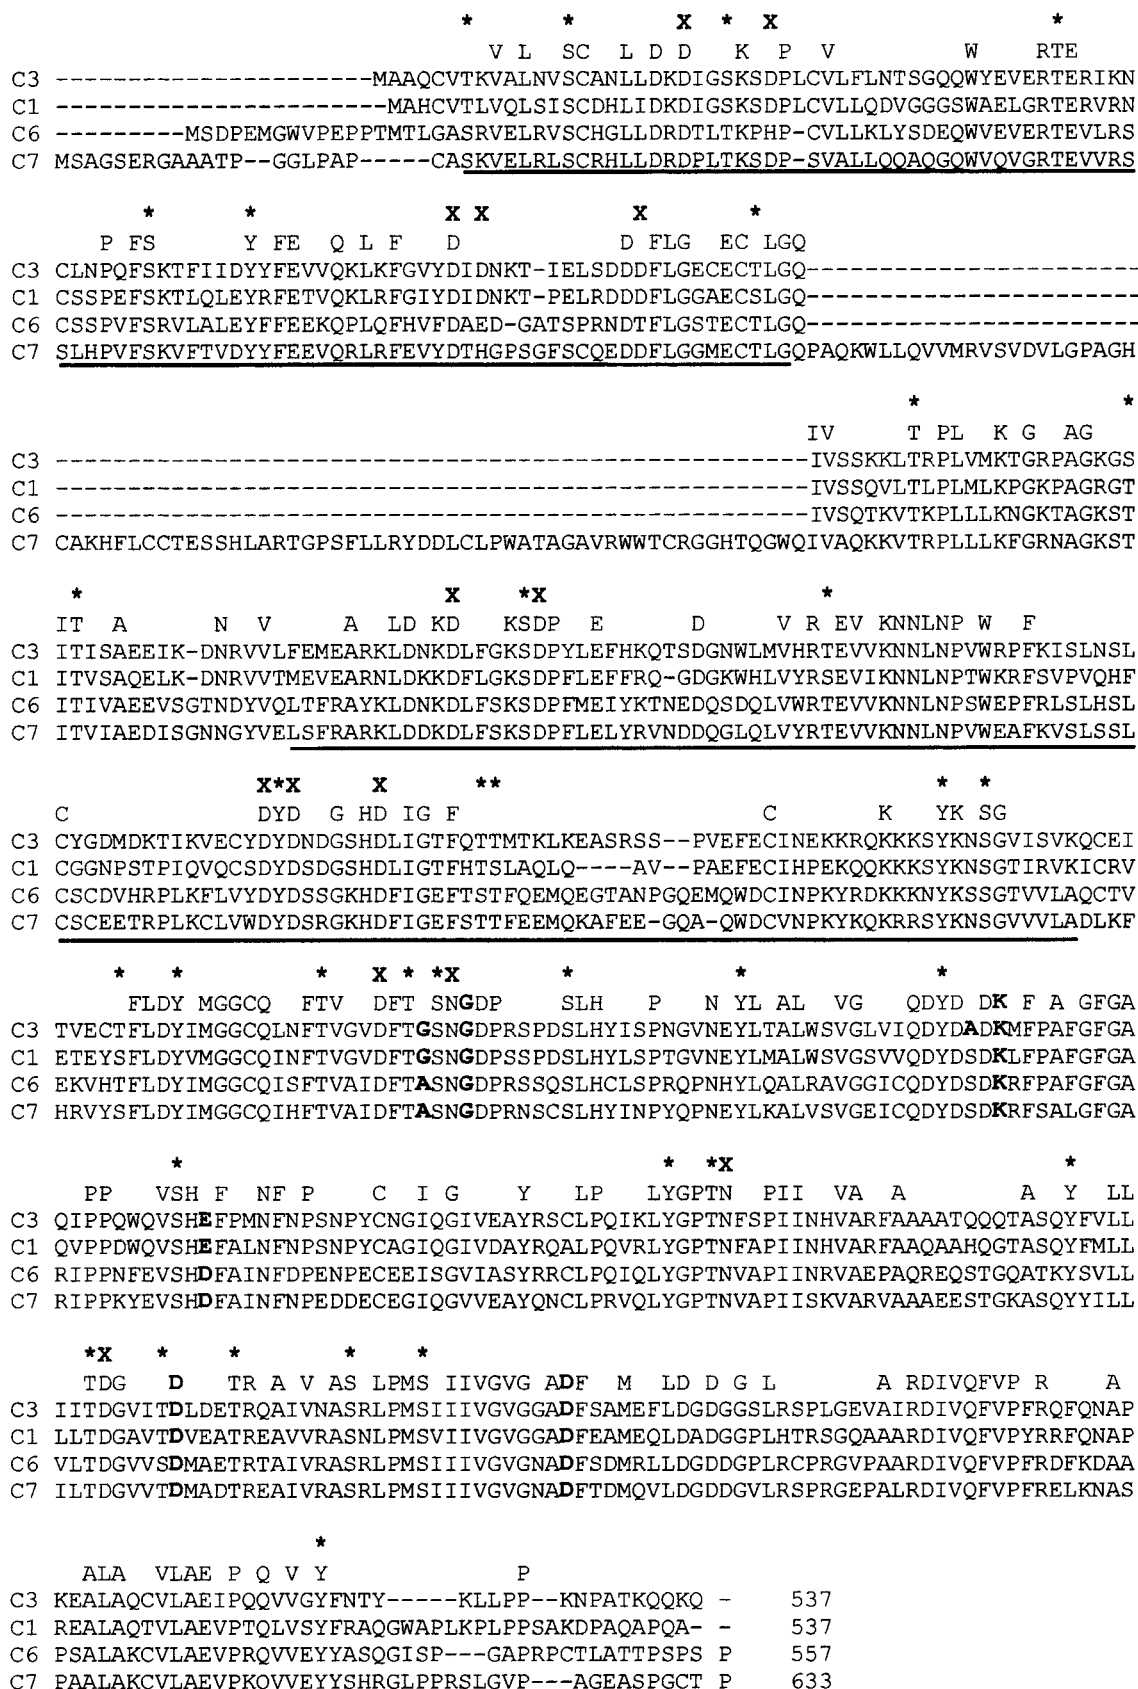 * * X * X *
V L SC L D D K P V W RTE
C3 ----------------------MAAQCVTKVALNVSCANLLDKDIGSKSDPLCVLFLNTSGQQWYEVERTERIKN
C1 -----------------------MAHCVTLVQLSISCDHLIDKDIGSKSDPLCVLLQDVGGGSWAELGRTERVRN
C6 ---------MSDPEMGWVPEPPTMTLGASRVELRVSCHGLLDRDTLTKPHP-CVLLKLYSDEQWVEVERTEVLRS
C7 MSAGSERGAAATP--GGLPAP-----CASKVELRLSCRHLLDRDPLTKSDP-SVALLQQAQGQWVQVGRTEVVRS
* * X X X *
P FS Y FE Q L F D D FLG EC LGQ
C3 CLNPQFSKTFIIDYYFEVVQKLKFGVYDIDNKT-IELSDDDFLGECECTLGQ-----------------------
C1 CSSPEFSKTLQLEYRFETVQKLRFGIYDIDNKT-PELRDDDFLGGAECSLGQ-----------------------
C6 CSSPVFSRVLALEYFFEEKQPLQFHVFDAED-GATSPRNDTFLGSTECTLGQ-----------------------
C7 SLHPVFSKVFTVDYYFEEVQRLRFEVYDTHGPSGFSCQEDDFLGGMECTLGQPAQKWLLQVVMRVSVDVLGPAGH
* *
IV T PL K G AG
C3 ----------------------------------------------------IVSSKKLTRPLVMKTGRPAGKGS
C1 ----------------------------------------------------IVSSQVLTLPLMLKPGKPAGRGT
C6 ----------------------------------------------------IVSQTKVTKPLLLKNGKTAGKST
C7 CAKHFLCCTESSHLARTGPSFLLRYDDLCLPWATAGAVRWWTCRGGHTQGWQIVAQKKVTRPLLLKFGRNAGKST
* X *X *
IT A N V A LD KD KSDP E D V R EV KNNLNP W F
C3 ITISAEEIK-DNRVVLFEMEARKLDNKDLFGKSDPYLEFHKQTSDGNWLMVHRTEVVKNNLNPVWRPFKISLNSL
C1 ITVSAQELK-DNRVVTMEVEARNLDKKDFLGKSDPFLEFFRQ-GDGKWHLVYRSEVIKNNLNPTWKRFSVPVQHF
C6 ITIVAEEVSGTNDYVQLTFRAYKLDNKDLFSKSDPFMEIYKTNEDQSDQLVWRTEVVKNNLNPSWEPFRLSLHSL
C7 ITVIAEDISGNNGYVELSFRARKLDDKDLFSKSDPFLELYRVNDDQGLQLVYRTEVVKNNLNPVWEAFKVSLSSL
X*X X ** * *
C DYD G HD IG F C K YK SG
C3 CYGDMDKTIKVECYDYDNDGSHDLIGTFQTTMTKLKEASRSS--PVEFECINEKKRQKKKSYKNSGVISVKQCEI
C1 CGGNPSTPIQVQCSDYDSDGSHDLIGTFHTSLAQLQ----AV--PAEFECIHPEKQQKKKSYKNSGTIRVKICRV
C6 CSCDVHRPLKFLVYDYDSSGKHDFIGEFTSTFQEMQEGTANPGQEMQWDCINPKYRDKKKNYKNSSGTVVLAQCTV
C7 CSCEETRPLKCLVWDYDSRGKHDFIGEFSTTFEEMQKAFEE-GQA-QWDCVNPKYKQKRRSYKNSGVVVLADLKF
* * * X * *X * * *
FLDY MGGCQ FTV DFT SNGDP SLH P N YL AL VG QDYD DK F A GFGA
C3 TVECTFLDYIMGGCQLNFTVGVDFTGSNGDPRSPDSLHYISPNGVNEYLTALWSVGLVIQDYDADKMFPAFGFGA
C1 ETEYSFLDYVMGGCQINFTVGVDFTGSNGDPSSPDSLHYLSPTGVNEYLMALWSVGSVVQDYDSDKLFPAFGFGA
C6 EKVHTFLDYIMGGCQISFTVAIDFTASNGDPRSSQSLHCLSPRQPNHYLQALRAVGGICQDYDSDKRFPAFGFGA
C7 HRVYSFLDYIMGGCQIHFTVAIDFTASNGDPRNSCSLHYINPYQPNEYLKALVSVGEICQDYDSDKRFSALGFGA
* * *X *
PP VSH F NF P C I G Y LP LYGPTN PII VA A A Y LL
C3 QIPPQWQVSHEFPMNFNPSNPYCNGIQGIVEAYRSCLPQIKLYGPTNFSPIINHVARFAAAATQQQTASQYFVLL
C1 QVPPDWQVSHEFALNFNPSNPYCAGIQGIVDAYRQALPQVRLYGPTNFAPIINHVARFAAQAAHQGTASQYFMLL
C6 RIPPNFEVSHDFAINFDPENPECEEISGVIASYRRCLPQIQLYGPTNVAPIINRVAEPAQREQSTGQATKYSVLL
C7 RIPPKYEVSHDFAINFNPEDDECEGIQGVVEAYQNCLPRVQLYGPTNVAPIISKVARVAAAEESTGKASQYYILL
*X * * * *
TDG D TR A V AS LPMS IIVGVG ADF M LD D G L A RDIVQFVP R A
C3 IITDGVITDLDETRQAIVNASRLPMSIIIVGVGGADFSAMEFLDGDGGSLRSPLGEVAIRDIVQFVPFRQFQNAP
C1 LLTDGAVTDVEATREAVVRASNLPMSVIIVGVGGADFEAMEQLDADGGPLHTRSGQAAARDIVQFVPYRRFQNAP
C6 VLTDGVVSDMAETRTAIVRASRLPMSIIIVGVGNADFSDMRLLDGDDGPLRCPRGVPAARDIVQFVPFRDFKDAA
C7 ILTDGVVTDMADTREAIVRASRLPMSIIIVGVGNADFTDMQVLDGDDGVLRSPRGEPALRDIVQFVPFRELKNAS
*
ALA VLAE P Q V Y P
C3 KEALAQCVLAEIPQQVVGYFNTY-----KLLPP--KNPATKQQKQ - 537
C1 REALAQTVLAEVPTQLVSYFRAQGWAPLKPLPPSAKDPAQAPQA- - 537
C6 PSALAKCVLAEVPRQVVEYYASQGISP---GAPRPCTLATTPSPS P 557
C7 PAALAKCVLAEVPKQVVEYYSHRGLPPRSLGVP---AGEASPGCT P 633